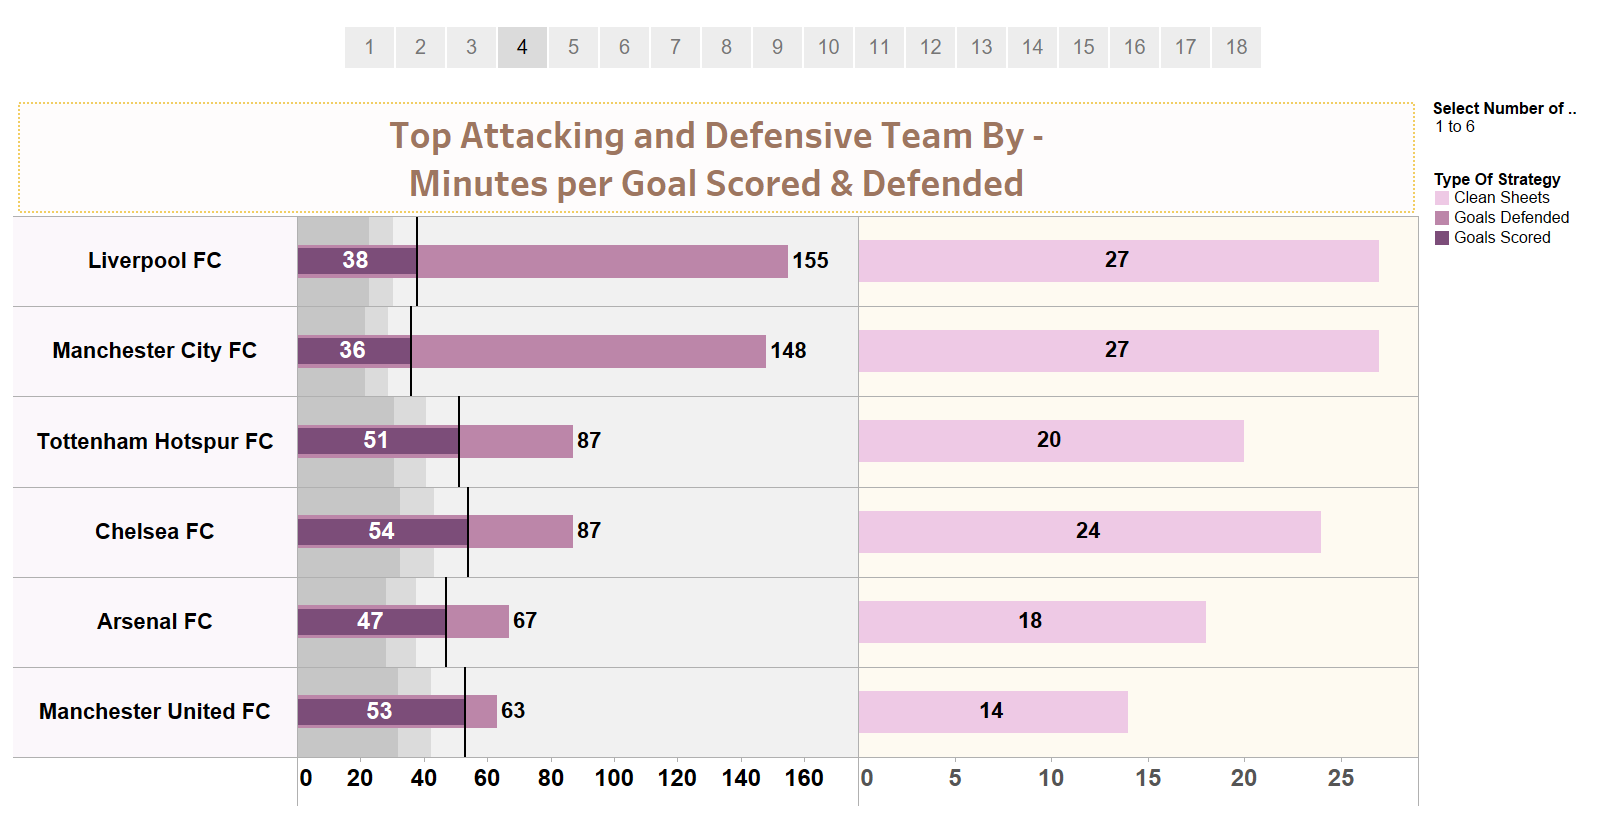 1 2 3 4 5 6 7 8 9 10 11 12 13 14 15 16 17 18
Top Attacking and Defensive Team By -
Minutes per Goal Scored & Defended
Select Number of ..
1 to 6
Type Of Strategy
Clean Sheets
Goals Defended
Goals Scored
Liverpool FC 38 155 27
Manchester City FC 36 148 27
Tottenham Hotspur FC 51 87 20
Chelsea FC 54 87 24
Arsenal FC 47 67 18
Manchester United FC 53 63 14
0 20 40 60 80 100 120 140 160 0 5 10 15 20 25